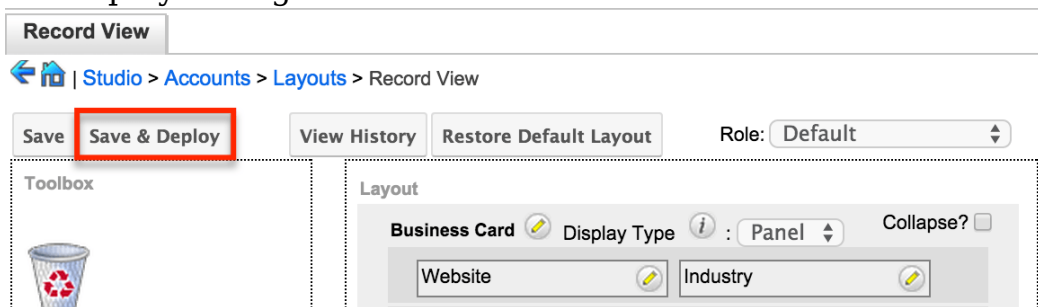 Record View
| Studio > Accounts > Layouts > Record View
Save Save & Deploy View History Restore Default Layout Role: Default
Toolbox
Layout
Business Card Display Type i : Panel Collapse?
Website Industry